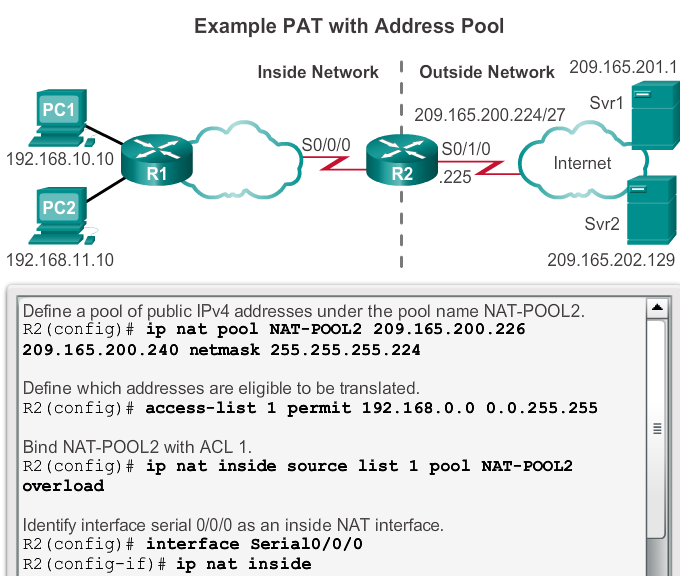 Example PAT with Address Pool
Inside Network
Outside Network
209.165.201.1
PC1
Svr1
209.165.200.224/27
192.168.10.10
S0/0/0
S0/1/0
R1
R2
.225
Internet
PC2
Svr2
192.168.11.10
209.165.202.129
Define a pool of public IPv4 addresses under the pool name NAT-POOL2.
R2(config)# ip nat pool NAT-POOL2 209.165.200.226
209.165.200.240 netmask 255.255.255.224
Define which addresses are eligible to be translated.
R2(config)# access-list 1 permit 192.168.0.0 0.0.255.255
Bind NAT-POOL2 with ACL 1.
R2(config)# ip nat inside source list 1 pool NAT-POOL2
overload
Identify interface serial 0/0/0 as an inside NAT interface.
R2(config)# interface Serial0/0/0
R2(config-if)# ip nat inside